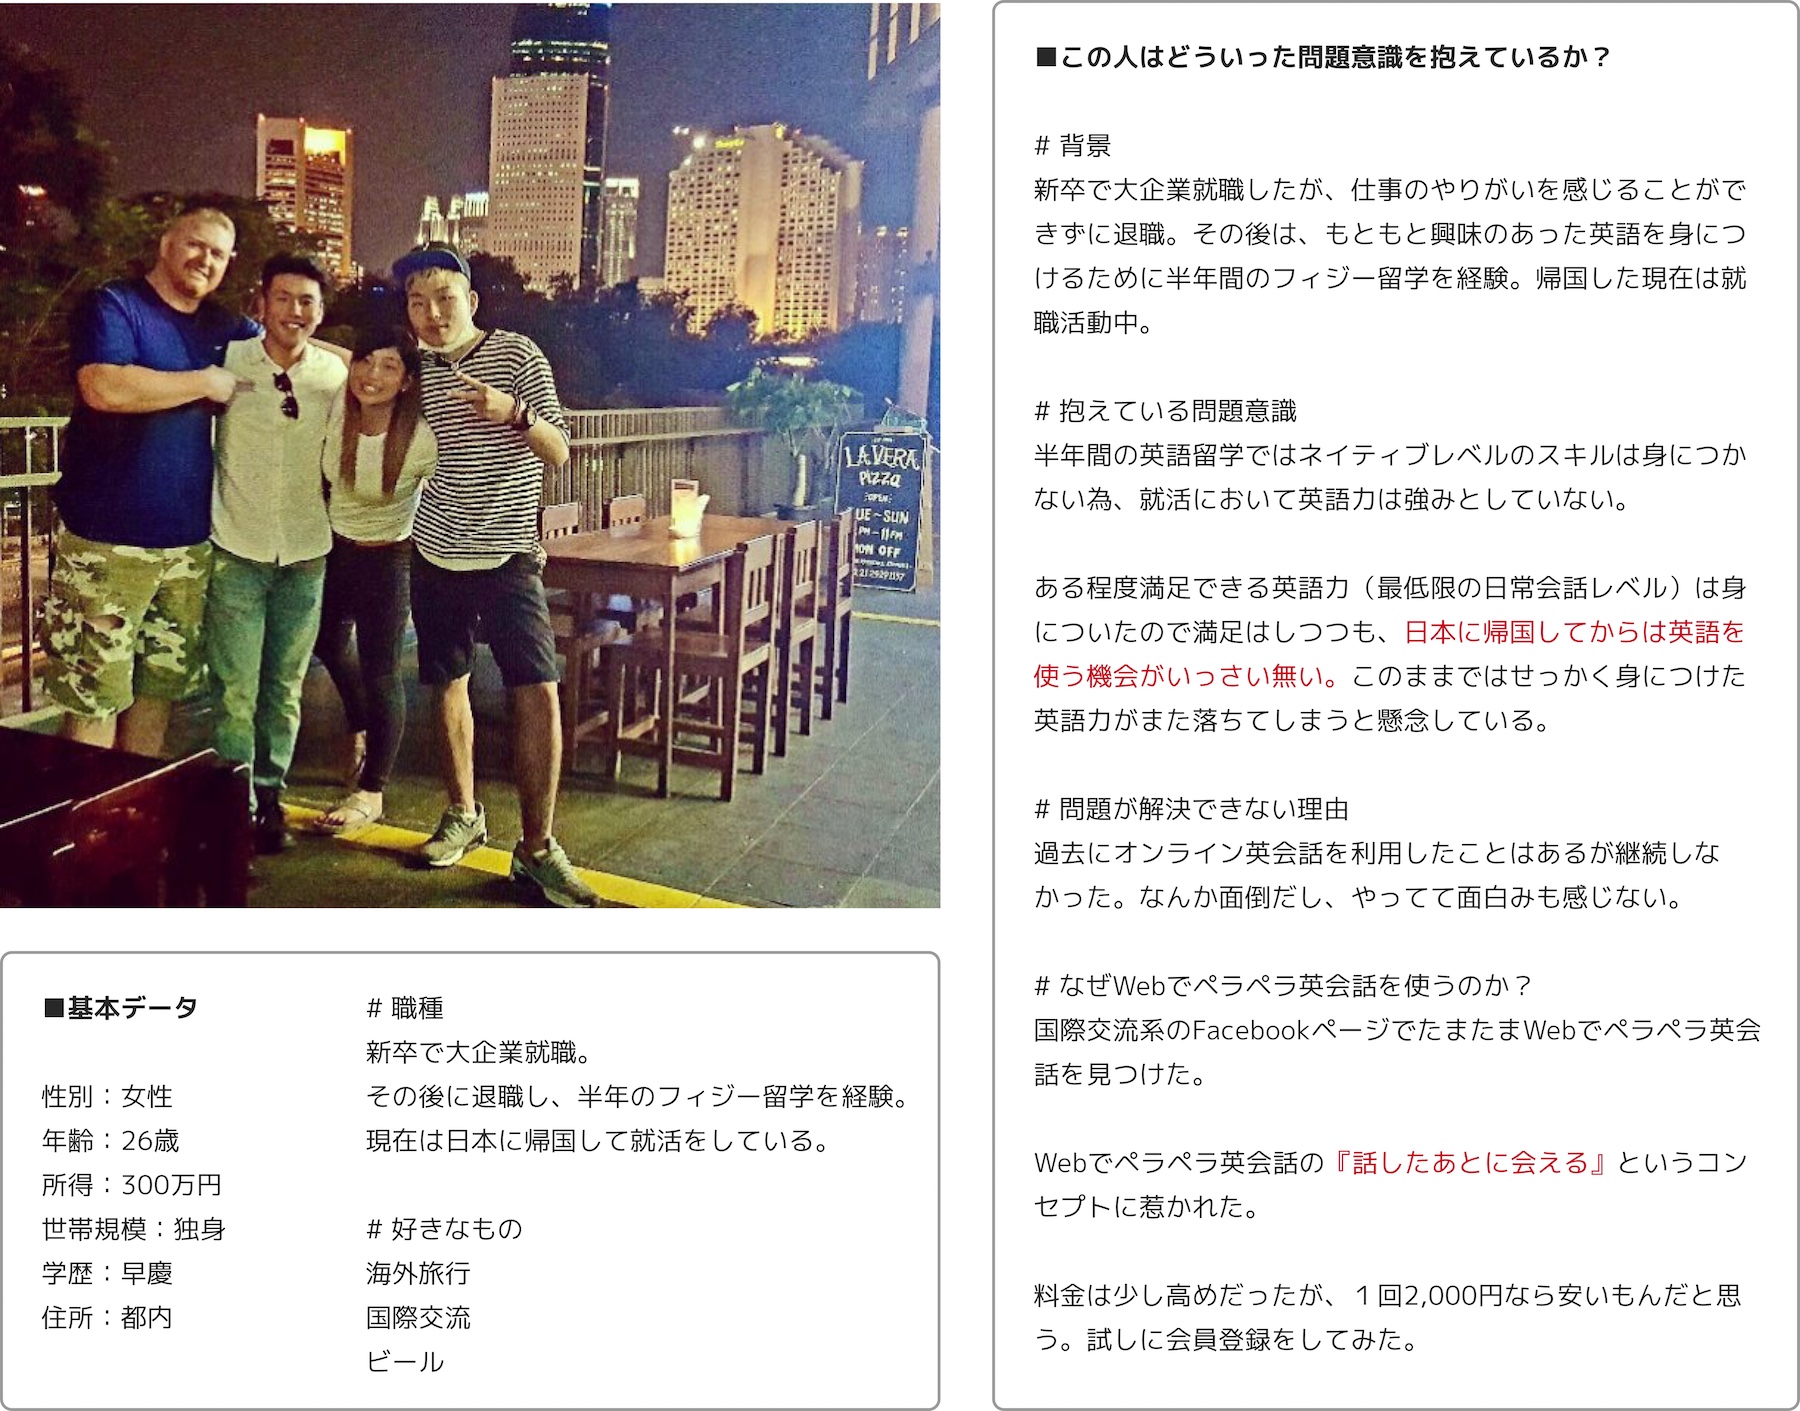 LA VERA
PIZZA
OPEN
UE~SUN
PM-11PM
MON OFF
■基本データ
性別：女性
年齢：26歳
所得：300万円
世帯規模：独身
学歴：早慶
住所：都内
# 職種
新卒で大企業就職。
その後に退職し、半年のフィジー留学を経験。
現在は日本に帰国して就活をしている。
# 好きなもの
海外旅行
国際交流
ビール
■この人はどういった問題意識を抱えているか？
# 背景
新卒で大企業就職したが、仕事のやりがいを感じることがで
きずに退職。その後は、もともと興味のあった英語を身につ
けるために半年間のフィジー留学を経験。帰国した現在は就
職活動中。
# 抱えている問題意識
半年間の英語留学ではネイティブレベルのスキルは身につか
ない為、就活において英語力は強みとしていない。
ある程度満足できる英語力（最低限の日常会話レベル）は身
についたので満足はしつつも、日本に帰国してからは英語を
使う機会がいっさい無い。このままではせっかく身につけた
英語力がまた落ちてしまうと懸念している。
# 問題が解決できない理由
過去にオンライン英会話を利用したことはあるが継続しな
かった。なんか面倒だし、やってて面白みも感じない。
# なぜWebでペラペラ英会話を使うのか？
国際交流系のFacebookページでたまたまWebでペラペラ英会
話を見つけた。
Webでペラペラ英会話の『話したあとに会える』というコン
セプトに惹かれた。
料金は少し高めだったが、１回2,000円なら安いもんだと思
う。試しに会員登録をしてみた。